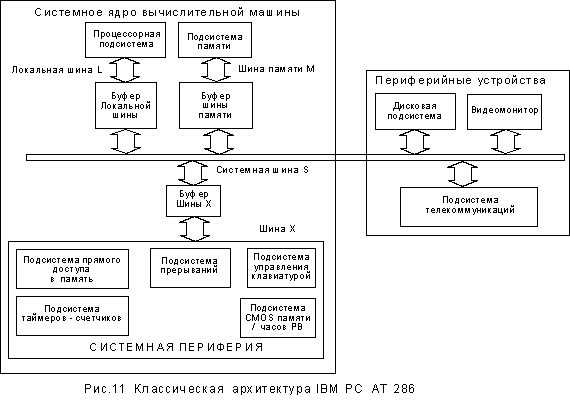 Системное ядро вычислительной машины
Процессорная
подсистема
Подсистема
памяти
Локальная шина L
Шина памяти M
Буфер
Локальной
шины
Буфер
шины
памяти
Периферийные устройства
Дисковая
подсистема
Видеомонитор
Системная шина S
Буфер
Шины X
Подсистема
телекоммуникаций
Шина X
Подсистема прямого
доступа
в память
Подсистема
прерываний
Подсистема
управления
клавиатурой
Подсистема
таймеров - счетчиков
Подсистема
CMOS памяти
/ часов РВ
СИСТЕМНАЯ ПЕРИФЕРИЯ
Рис.11 Классическая архитектура IBM PC AT 286